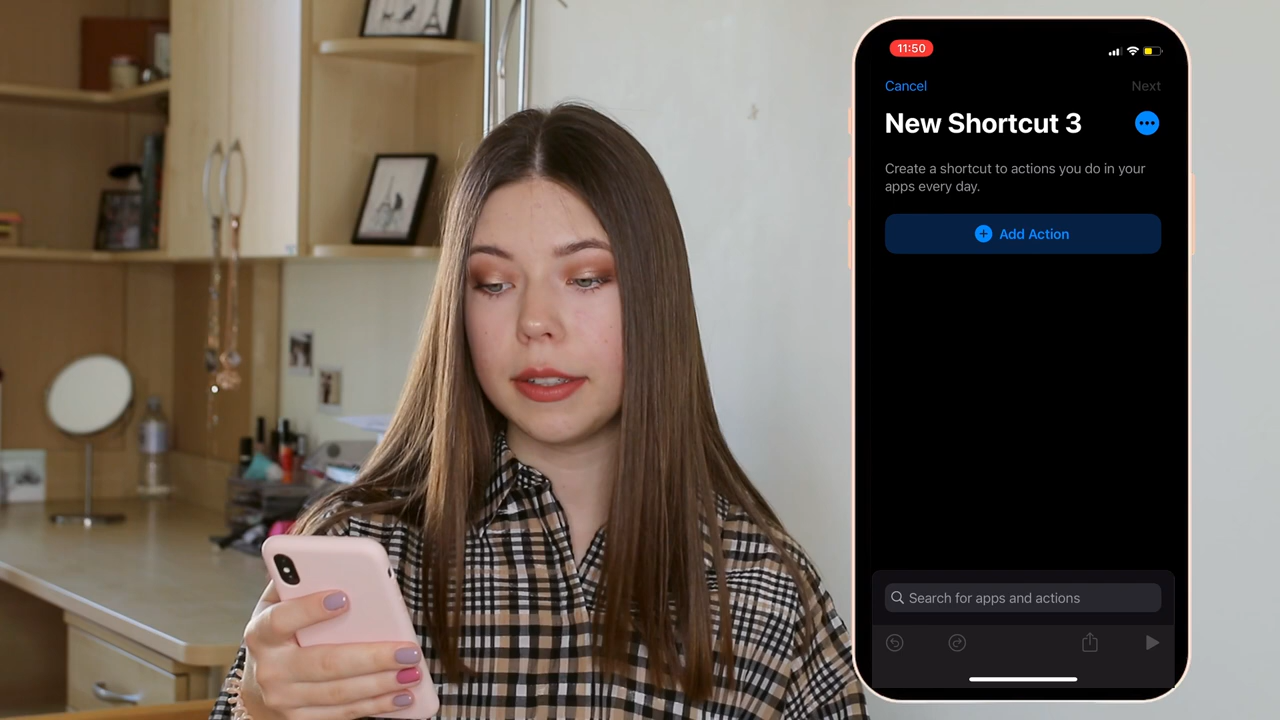 11:50
Cancel
Next
New Shortcut 3
Create a shortcut to actions you do in your
apps every day.
Add Action
Search for apps and actions